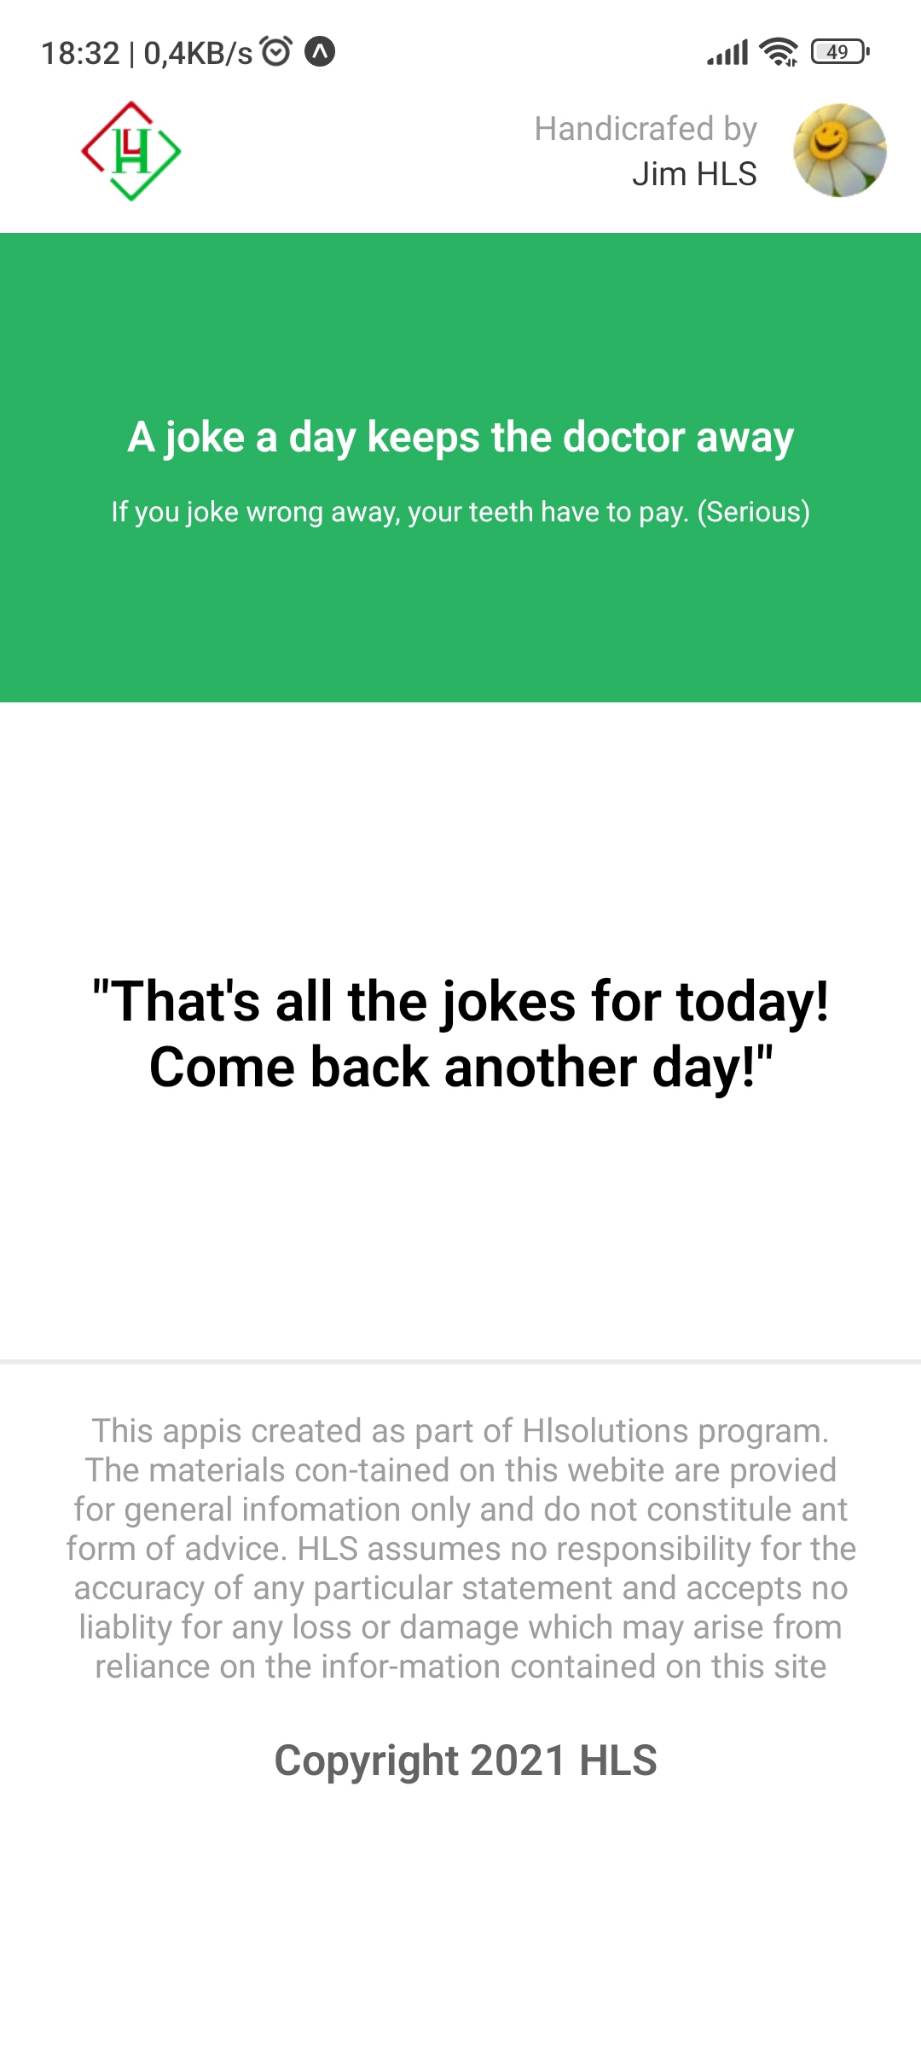 18:32 | 0,4KB/s
49
Handicrafed by
Jim HLS
A joke a day keeps the doctor away
If you joke wrong away, your teeth have to pay. (Serious)
"That's all the jokes for today!
Come back another day!"
This appis created as part of Hlsolutions program.
The materials con-tained on this webite are provied
for general infomation only and do not constitule ant
form of advice. HLS assumes no responsibility for the
accuracy of any particular statement and accepts no
liablity for any loss or damage which may arise from
reliance on the infor-mation contained on this site
Copyright 2021 HLS